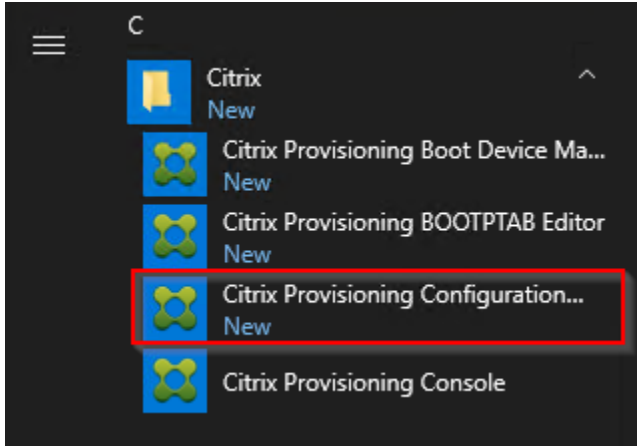 C
Citrix
New
Citrix Provisioning Boot Device Ma...
New
Citrix Provisioning BOOTPTAB Editor
New
Citrix Provisioning Configuration...
New
Citrix Provisioning Console